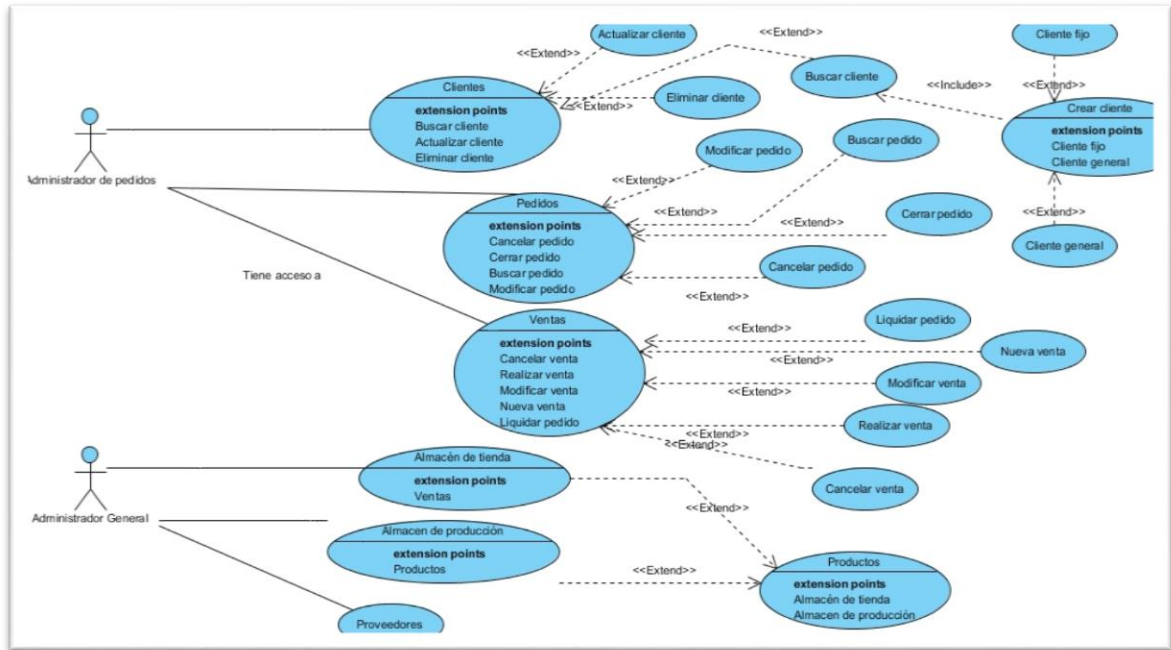 Actualizar cliente
<<Extend>>
Cliente fijo
<<Extend>>
Buscar cliente
Clientes
extension points
Buscar cliente
Actualizar cliente
Eliminar cliente
Eliminar cliente
<<Extend>>
<<Include>>
<<Extend>>
Crear cliente
extension points
Cliente fijo
Cliente general
Administrador de pedidos
Modificar pedido
Buscar pedido
<<Extend>>
Pedidos
extension points
Cancelar pedido
Cerrar pedido
Buscar pedido
Modificar pedido
<<Extend>>
<<Extend>>
Cerrar pedido
<<Extend>>
Cliente general
Cancelar pedido
<<Extend>>
Tiene acceso a
Ventas
extension points
Cancelar venta
Realizar venta
Modificar venta
Nueva venta
Liquidar pedido
Liquidar pedido
<<Extend>>
Nueva venta
<<Extend>>
Modificar venta
<<Extend>>
Realizar venta
<<Extend>>
<<Extend>>
Cancelar venta
Administrador General
Almacén de tienda
extension points
Ventas
<<Extend>>
Almacen de producción
extension points
Productos
<<Extend>>
Productos
extension points
Almacén de tienda
Almacen de producción
Proveedores